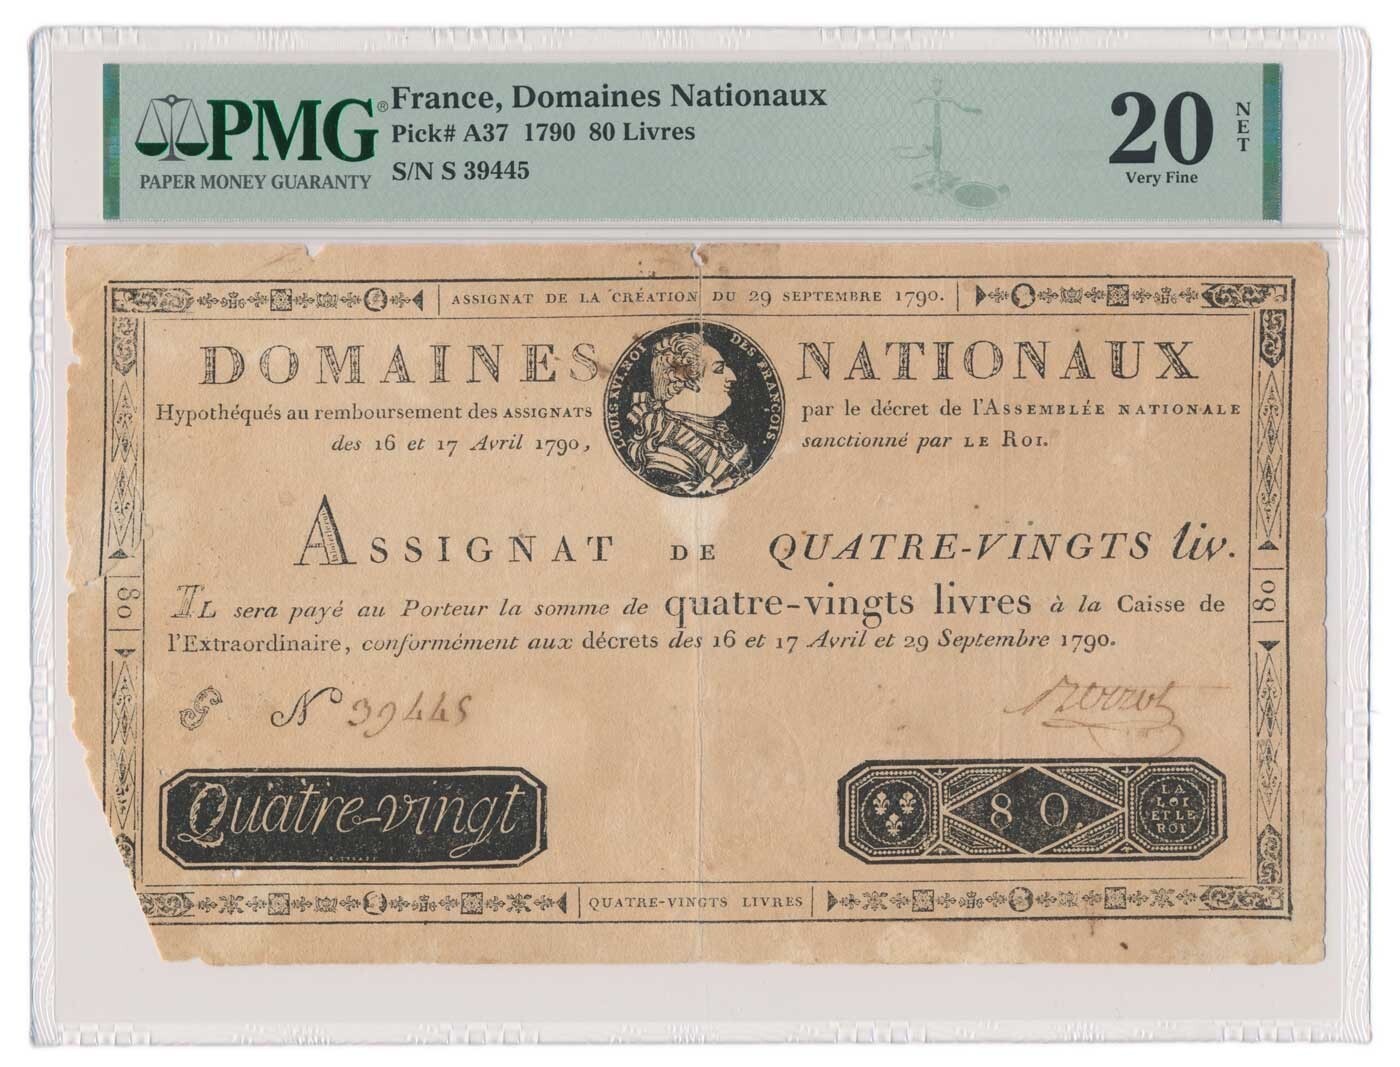 PMG®
PAPER MONEY GUARANTY
France, Domaines Nationaux
Pick# A37 1790 80 Livres
S/N S 39445
20
NET
Very Fine
ASSIGNAT DE LA CRÉATION DU 29 SEPTEMBRE 1790.
DOMAINES NATIONAUX
LOUIS XVI. ROI DES FRANÇOIS.
Hypothéqués au remboursement des ASSIGNATS par le décret de l'ASSEMBLÉE NATIONALE
des 16 et 17 Avril 1790, sanctionné par LE ROI.
ASSIGNAT DE QUATRE-VINGTS liv.
IL sera payé au Porteur la somme de quatre-vingts livres à la Caisse de
l'Extraordinaire, conformément aux décrets des 16 et 17 Avril et 29 Septembre 1790.
80
80
S No 39445
Quatre-vingt
80.
LA
LOI
ET LE
ROI
QUATRE-VINGTS LIVRES